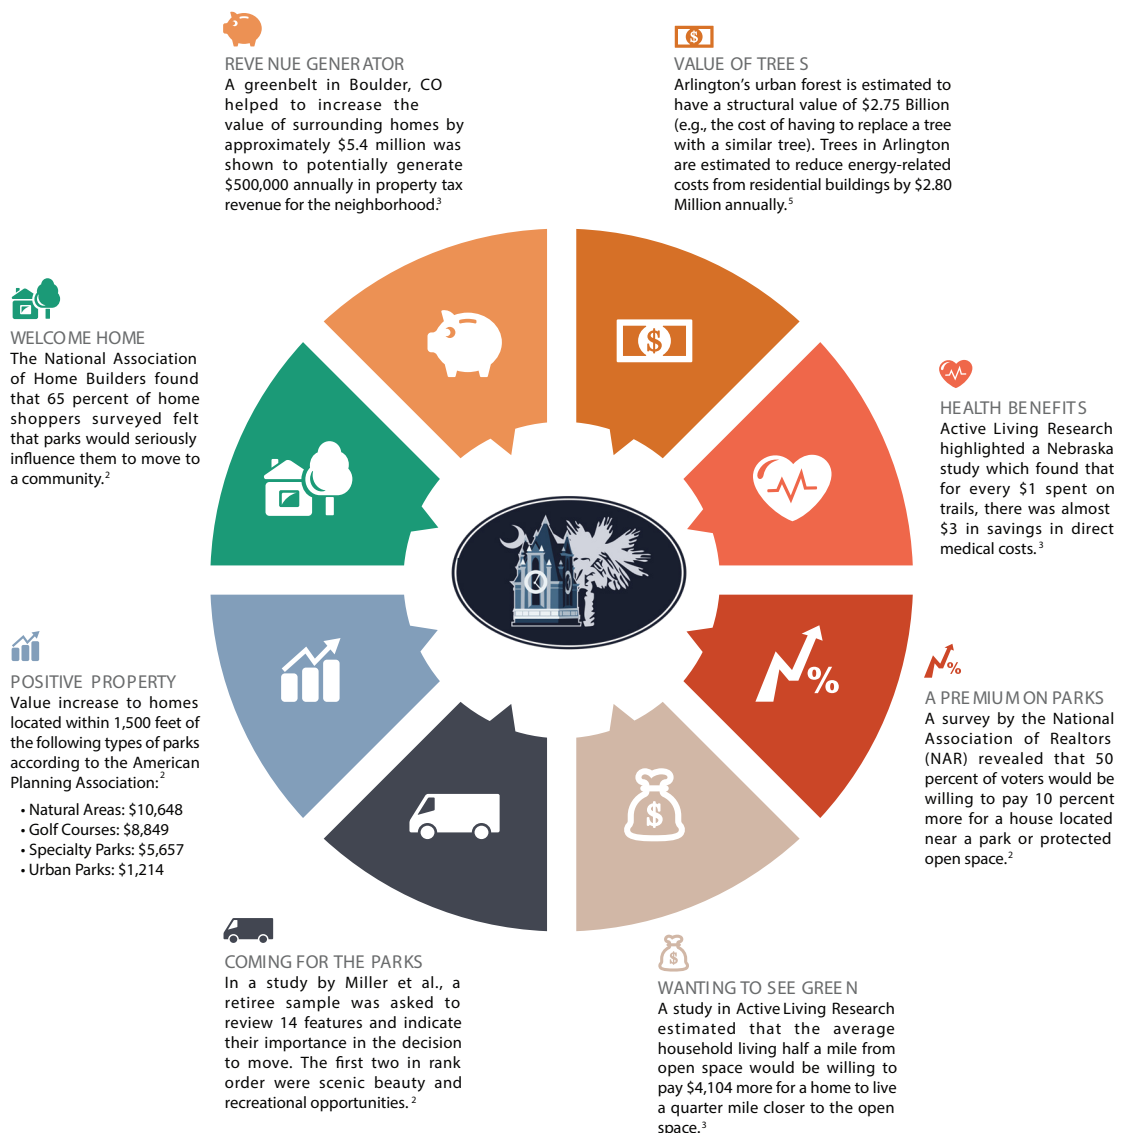 REVENUE GENERATOR
A greenbelt in Boulder, CO
helped to increase the
value of surrounding homes by
approximately $5.4 million was
shown to potentially generate
$500,000 annually in property tax
revenue for the neighborhood.3
VALUE OF TREES
Arlington's urban forest is estimated to
have a structural value of $2.75 Billion
(e.g., the cost of having to replace a tree
with a similar tree). Trees in Arlington
are estimated to reduce energy-related
costs from residential buildings by $2.80
Million annually.5
WELCOME HOME
The National Association
of Home Builders found
that 65 percent of home
shoppers surveyed felt
that parks would seriously
influence them to move to
a community.2
$
HEALTH BENEFITS
Active Living Research
highlighted a Nebraska
study which found that
for every $1 spent on
trails, there was almost
$3 in savings in direct
medical costs.3
POSITIVE PROPERTY
Value increase to homes
located within 1,500 feet of
the following types of parks
according to the American
Planning Association:2
• Natural Areas: $10,648
• Golf Courses: $8,849
• Specialty Parks: $5,657
• Urban Parks: $1,214
%
%
A PREMIUM ON PARKS
A survey by the National
Association of Realtors
(NAR) revealed that 50
percent of voters would be
willing to pay 10 percent
more for a house located
near a park or protected
open space.2
$
COMING FOR THE PARKS
In a study by Miller et al., a
retiree sample was asked to
review 14 features and indicate
their importance in the decision
to move. The first two in rank
order were scenic beauty and
recreational opportunities.2
$
WANTING TO SEE GREEN
A study in Active Living Research
estimated that the average
household living half a mile from
open space would be willing to
pay $4,104 more for a home to live
a quarter mile closer to the open
space.3